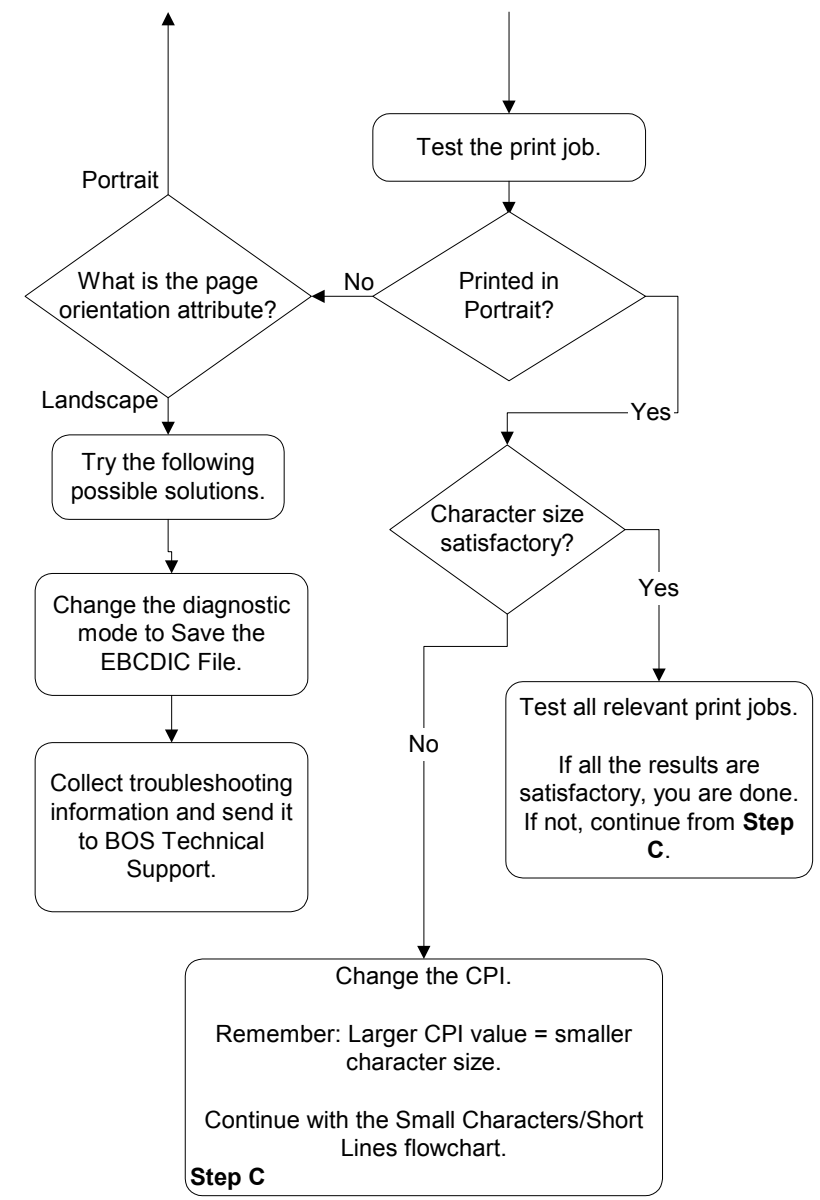 Test the print job.
Portrait
What is the page
orientation attribute?
No
Printed in
Portrait?
Landscape
Yes
Try the following
possible solutions.
Character size
satisfactory?
Change the diagnostic
mode to Save the
EBCDIC File.
Yes
Test all relevant print jobs.
If all the results are
satisfactory, you are done.
If not, continue from Step
C.
No
Collect troubleshooting
information and send it
to BOS Technical
Support.
Change the CPI.
Remember: Larger CPI value = smaller
character size.
Continue with the Small Characters/Short
Lines flowchart.
Step C